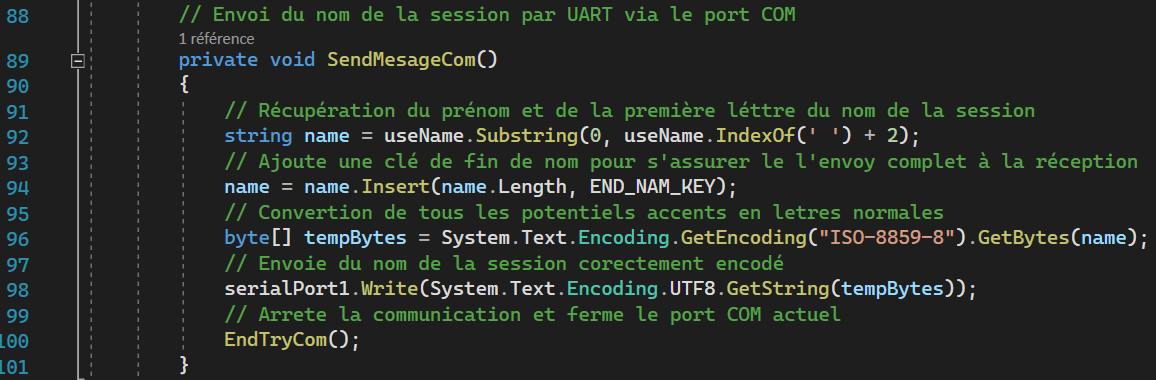 88 // Envoi du nom de la session par UART via le port COM
1 référence
89 private void SendMesageCom()
90 {
91 // Récupération du prénom et de la première léttre du nom de la session
92 string name = useName.Substring(0, useName.IndexOf(' ') + 2);
93 // Ajoute une clé de fin de nom pour s'assurer le l'envoy complet à la réception
94 name = name.Insert(name.Length, END_NAM_KEY);
95 // Convertion de tous les potentiels accents en letres normales
96 byte[] tempBytes = System.Text.Encoding.GetEncoding("ISO-8859-8").GetBytes(name);
97 // Envoie du nom de la session corectement encodé
98 serialPort1.Write(System.Text.Encoding.UTF8.GetString(tempBytes));
99 // Arrete la communication et ferme le port COM actuel
100 EndTryCom();
101 }